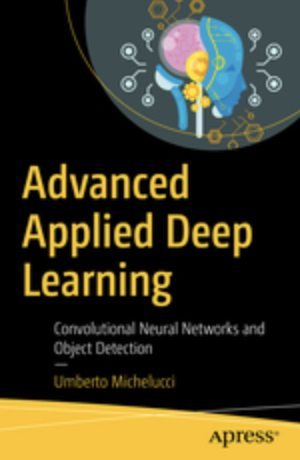 Advanced
Applied Deep
Learning
Convolutional Neural Networks and
Object Detection
—
Umberto Michelucci
Apress®